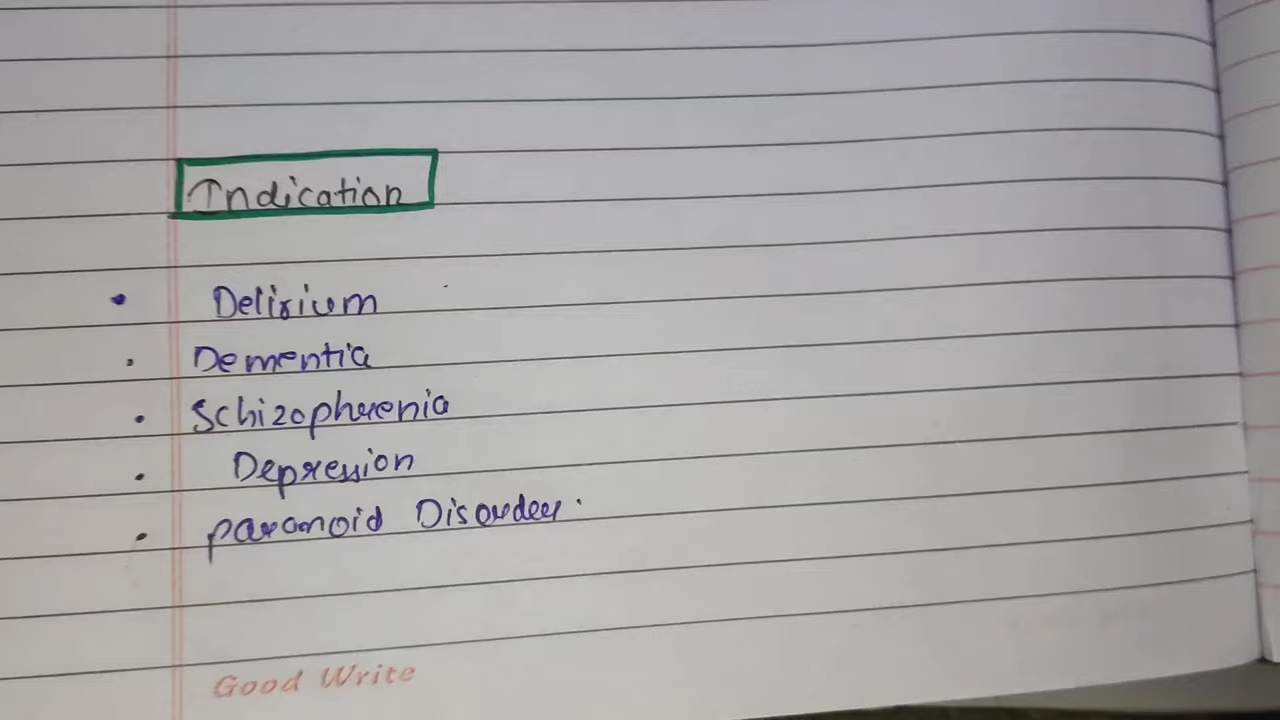 Indication
• Delirium
• Dementia
• Schizophrenia
• Depression
• paranoid Disorder.
Good Write